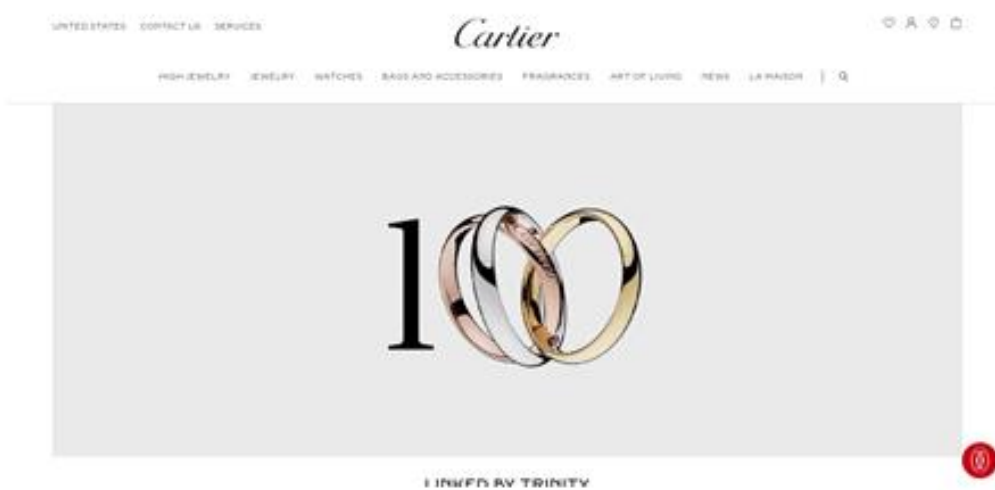 UNITED STATES CONTACT US SERVICES
Cartier
HIGH JEWELRY JEWELRY WATCHES BAGS AND ACCESSORIES FRAGRANCES ART OF LIVING NEWS LA MAISON
100
LINKED BY TRINITY